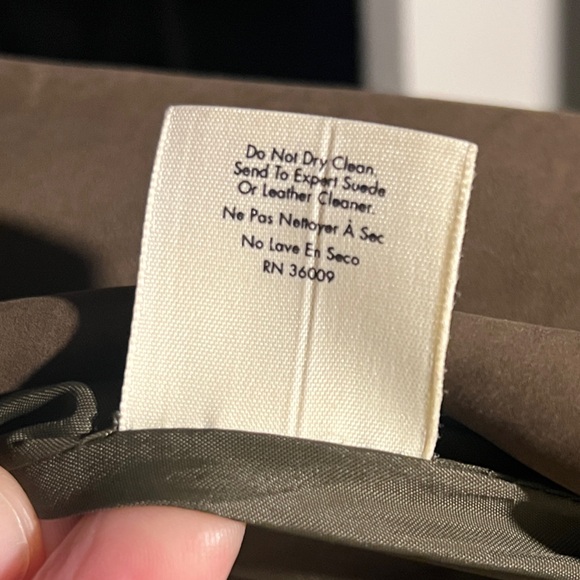 Do Not Dry Clean.
Send To Expert Suede
Or Leather Cleaner.
Ne Pas Nettoyer À Sec
No Lave En Seco
RN 36009